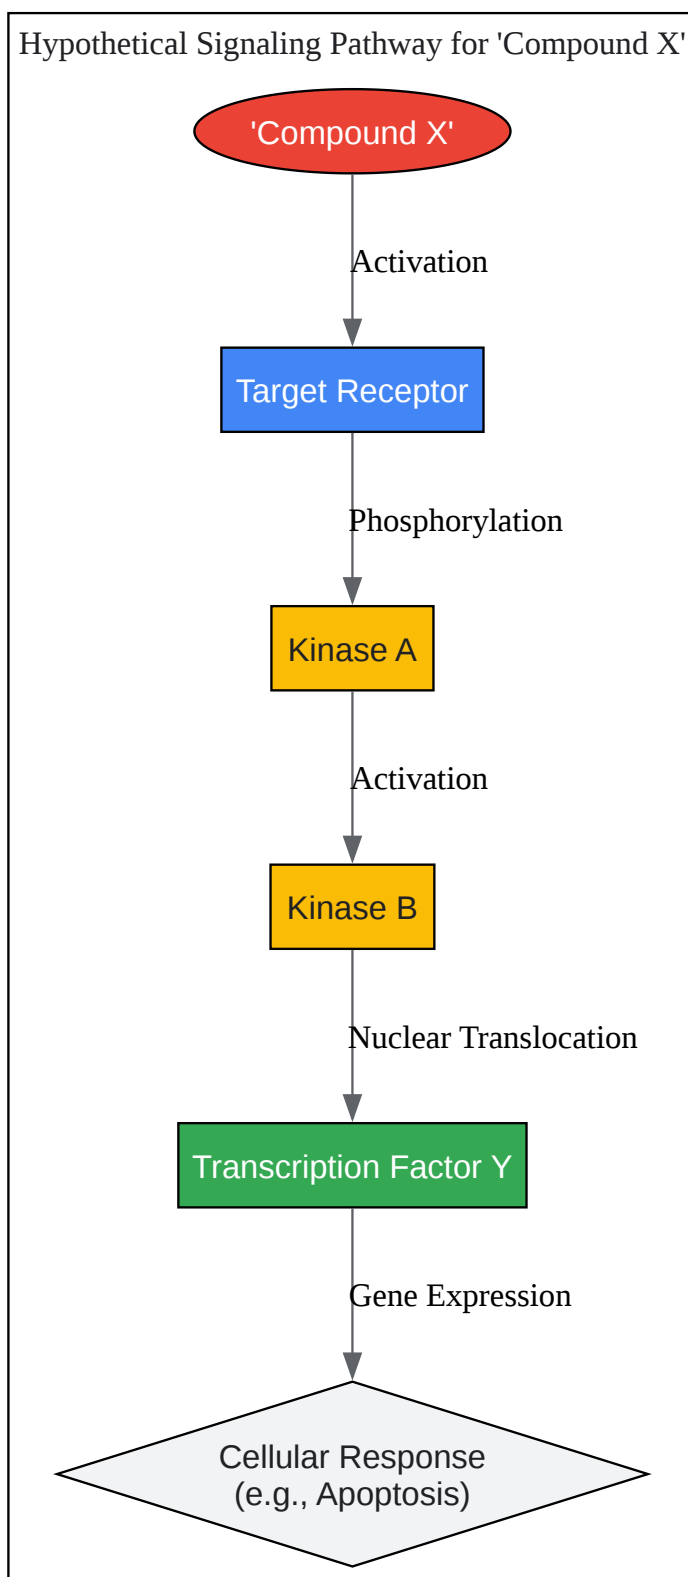 Hypothetical Signaling Pathway for 'Compound X'
'Compound X'
Activation
Target Receptor
Phosphorylation
Kinase A
Activation
Kinase B
Nuclear Translocation
Transcription Factor Y
Gene Expression
Cellular Response
(e.g., Apoptosis)